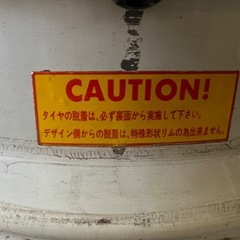 CAUTION!
タイヤの脱着は、必ず裏面から実施して下さい。
デザイン側からの脱着は、特殊形状リムの為出来ません。